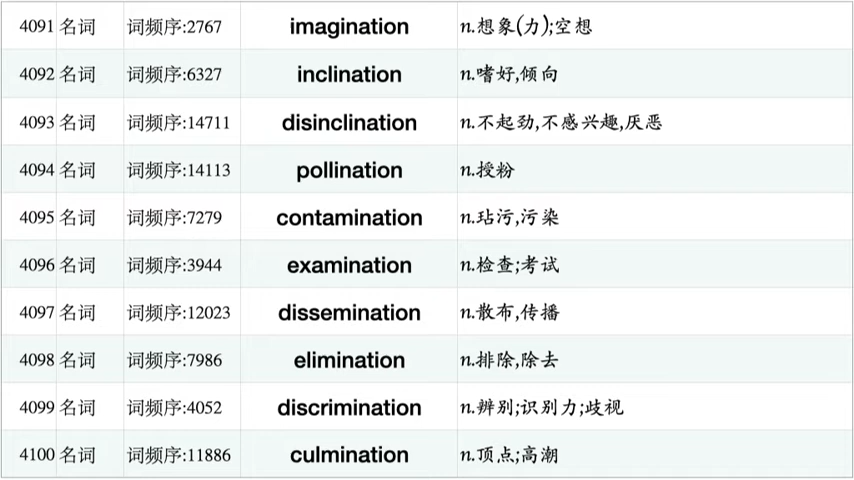 4091 名词 词频序:2767 imagination n.想象(力);空想
4092 名词 词频序:6327 inclination n.嗜好,倾向
4093 名词 词频序:14711 disinclination n.不起劲,不感兴趣,厌恶
4094 名词 词频序:14113 pollination n.授粉
4095 名词 词频序:7279 contamination n.玷污,污染
4096 名词 词频序:3944 examination n.检查;考试
4097 名词 词频序:12023 dissemination n.散布,传播
4098 名词 词频序:7986 elimination n.排除,除去
4099 名词 词频序:4052 discrimination n.辨别;识别力;歧视
4100 名词 词频序:11886 culmination n.顶点;高潮